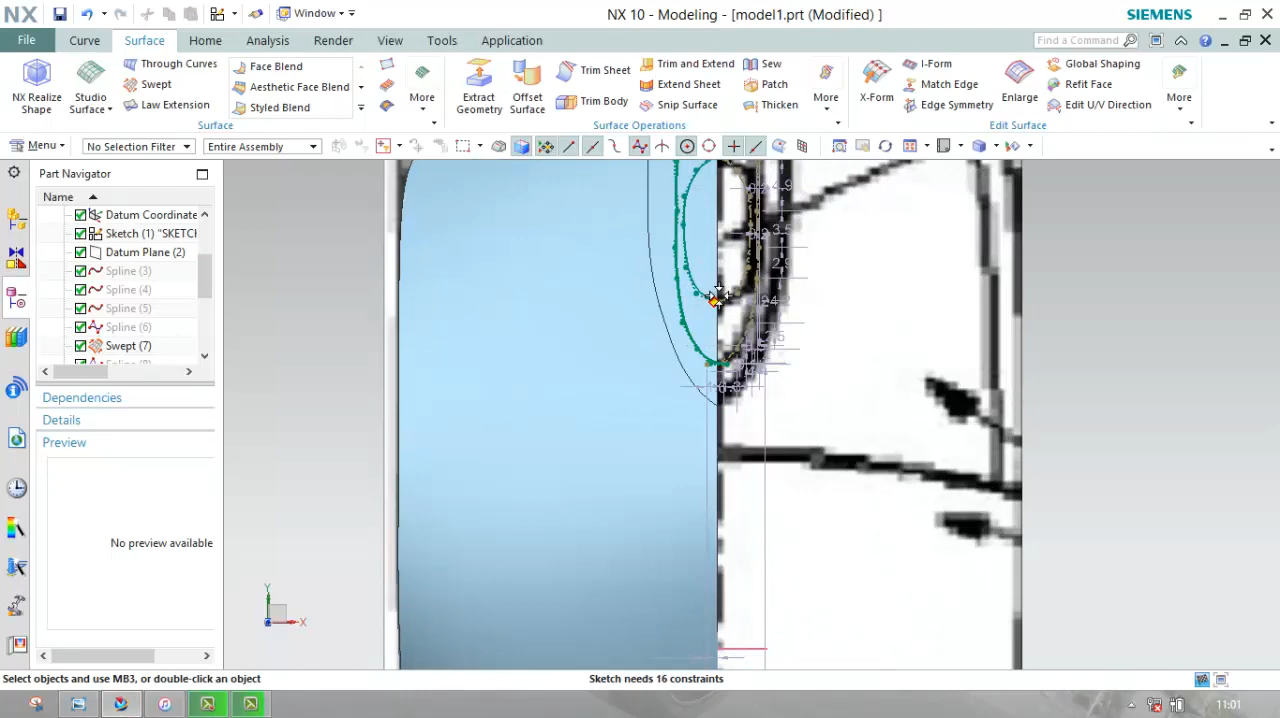 NX Window NX 10 - Modeling - [model1.prt (Modified) ] SIEMENS
File Curve Surface Home Analysis Render View Tools Application Find a Command
Through Curves Face Blend Trim Sheet Trim and Extend Sew I-Form Global Shaping
Swept Aesthetic Face Blend Extend Sheet Patch Match Edge Refit Face
NX Realize Shape Studio Surface Law Extension Styled Blend More Extract Geometry Offset Surface Trim Body Snip Surface Thicken More X-Form Edge Symmetry Enlarge Edit U/V Direction More
Surface Surface Operations Edit Surface
Menu No Selection Filter Entire Assembly
Part Navigator
Name
Datum Coordinate
Sketch (1) "SKETCH
Datum Plane (2)
Spline (3)
Spline (4)
Spline (5)
Spline (6)
Swept (7)
Dependencies
Details
Preview
No preview available
Y
X
Select objects and use MB3, or double-click an object Sketch needs 16 constraints
11:01